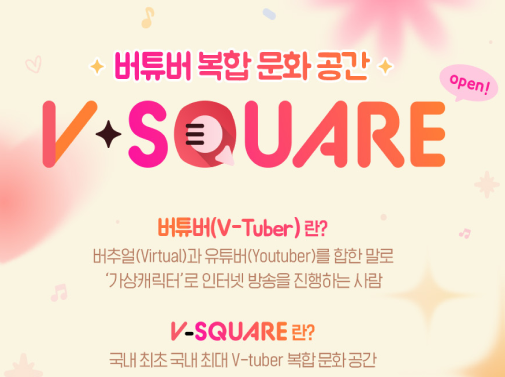 버튜버 복합 문화 공간
open!
V SQUARE
버튜버(V-Tuber) 란?
버추얼(Virtual)과 유튜버(Youtuber)를 합한 말로
‘가상캐릭터’로 인터넷 방송을 진행하는 사람
V-SQUARE 란?
국내 최초 국내 최대 V-tuber 복합 문화 공간